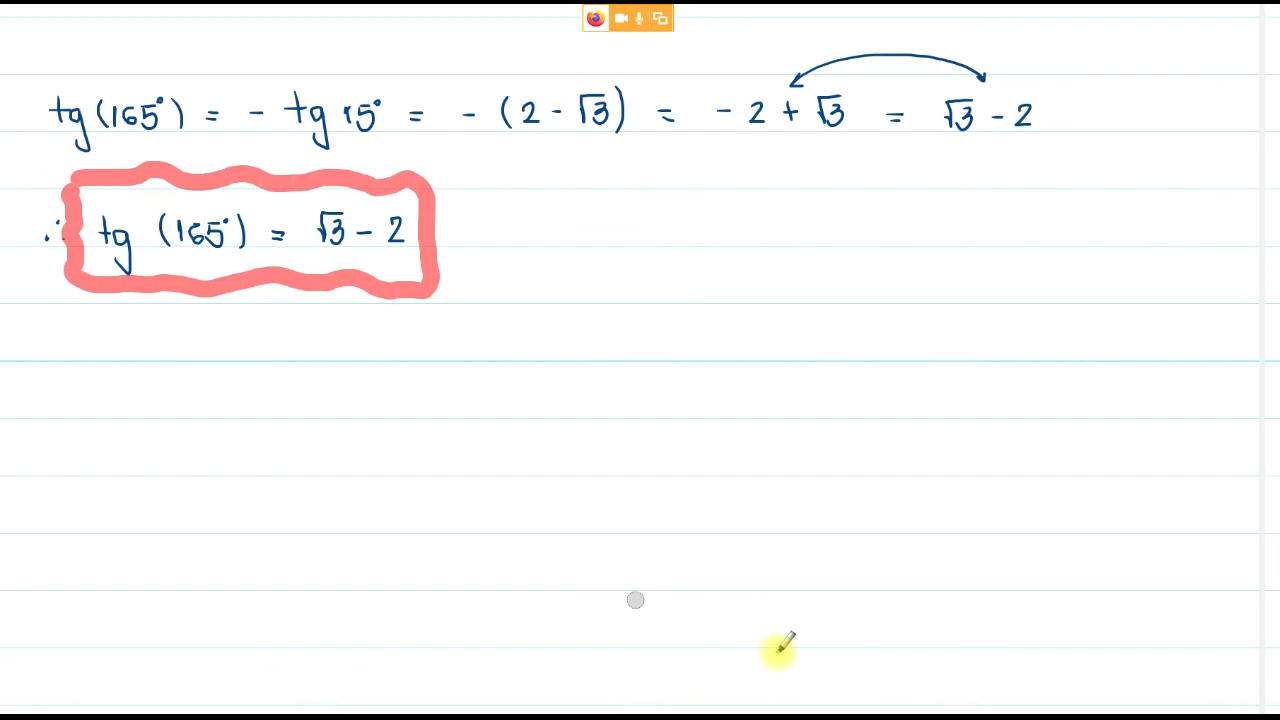 tg (165°) = - tg 15° = - (2 - √3) = - 2 + √3 = √3 - 2
∴ tg (165°) = √3 - 2